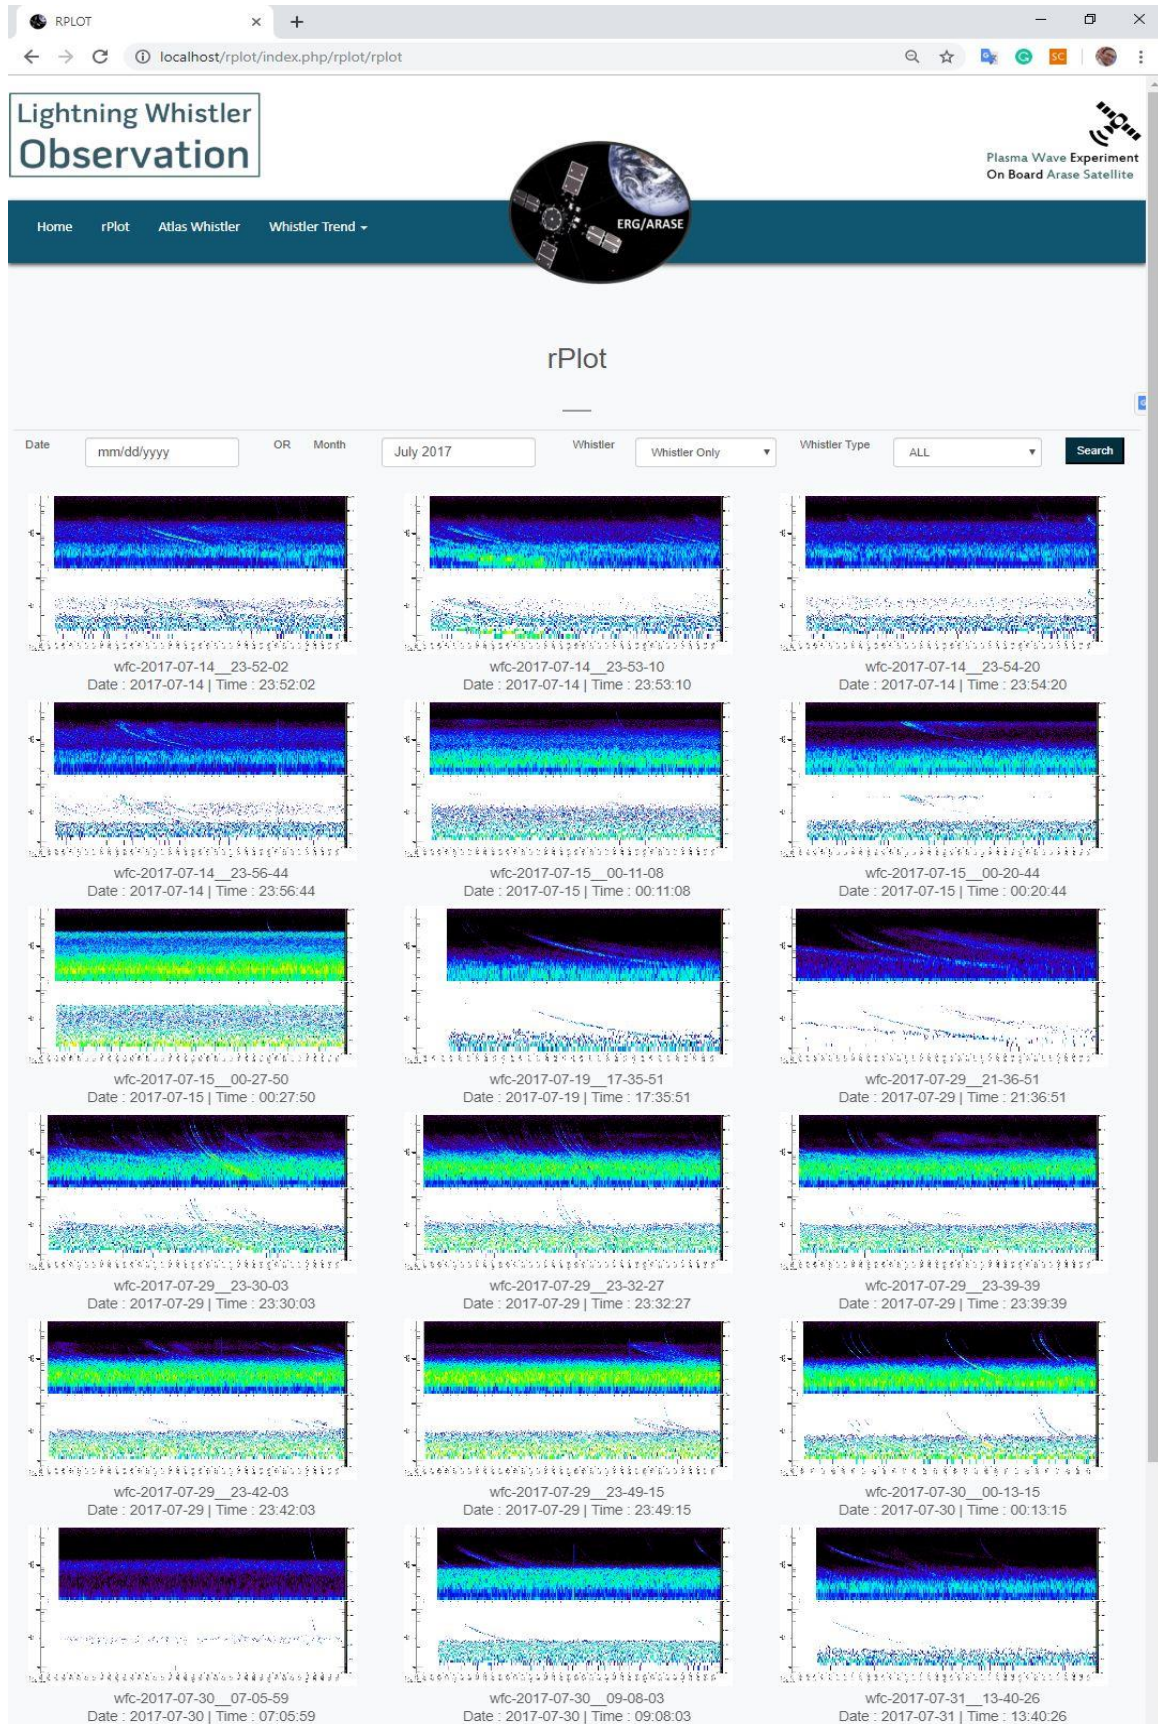 RPLOT
localhost/rplot/index.php/rplot/rplot
SC
Lightning Whistler
Observation
Plasma Wave Experiment
On Board Arase Satellite
ERG/ARASE
Home rPlot Atlas Whistler Whistler Trend
rPlot
Date mm/dd/yyyy OR Month July 2017 Whistler Whistler Only Whistler Type ALL Search
wfc-2017-07-14__23-52-02 wfc-2017-07-14__23-53-10 wfc-2017-07-14__23-54-20
Date : 2017-07-14 | Time : 23:52:02 Date : 2017-07-14 | Time : 23:53:10 Date : 2017-07-14 | Time : 23:54:20
wfc-2017-07-14__23-56-44 wfc-2017-07-15__00-11-08 wfc-2017-07-15__00-20-44
Date : 2017-07-14 | Time : 23:56:44 Date : 2017-07-15 | Time : 00:11:08 Date : 2017-07-15 | Time : 00:20:44
wfc-2017-07-15__00-27-50 wfc-2017-07-19__17-35-51 wfc-2017-07-29__21-36-51
Date : 2017-07-15 | Time : 00:27:50 Date : 2017-07-19 | Time : 17:35:51 Date : 2017-07-29 | Time : 21:36:51
wfc-2017-07-29__23-30-03 wfc-2017-07-29__23-32-27 wfc-2017-07-29__23-39-39
Date : 2017-07-29 | Time : 23:30:03 Date : 2017-07-29 | Time : 23:32:27 Date : 2017-07-29 | Time : 23:39:39
wfc-2017-07-29__23-42-03 wfc-2017-07-29__23-49-15 wfc-2017-07-30__00-13-15
Date : 2017-07-29 | Time : 23:42:03 Date : 2017-07-29 | Time : 23:49:15 Date : 2017-07-30 | Time : 00:13:15
wfc-2017-07-30__07-05-59 wfc-2017-07-30__09-08-03 wfc-2017-07-31__13-40-26
Date : 2017-07-30 | Time : 07:05:59 Date : 2017-07-30 | Time : 09:08:03 Date : 2017-07-31 | Time : 13:40:26